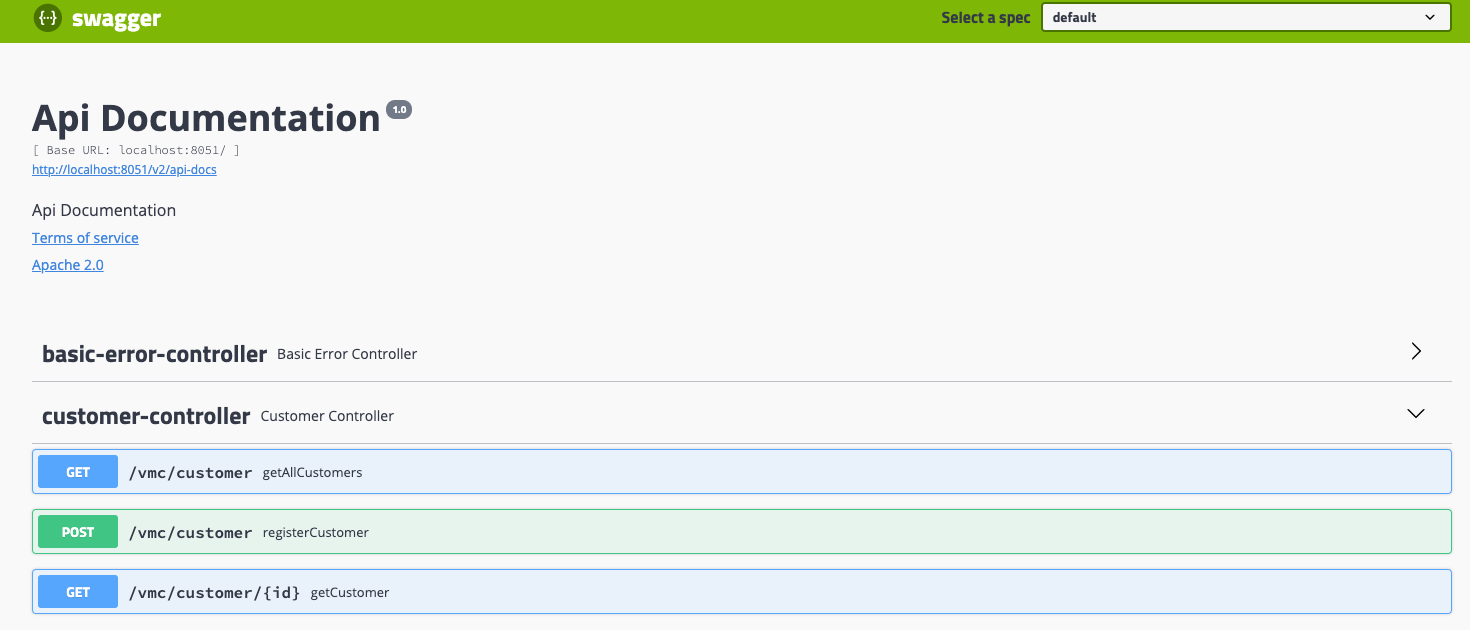 {··} swagger Select a spec default
Api Documentation 1.0
[ Base URL: localhost:8051/ ]
http://localhost:8051/v2/api-docs
Api Documentation
Terms of service
Apache 2.0
basic-error-controller Basic Error Controller
customer-controller Customer Controller
GET /vmc/customer getAllCustomers
POST /vmc/customer registerCustomer
GET /vmc/customer/{id} getCustomer